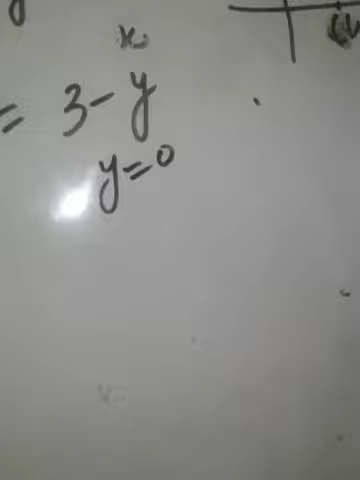 x
= 3 - y
y = 0